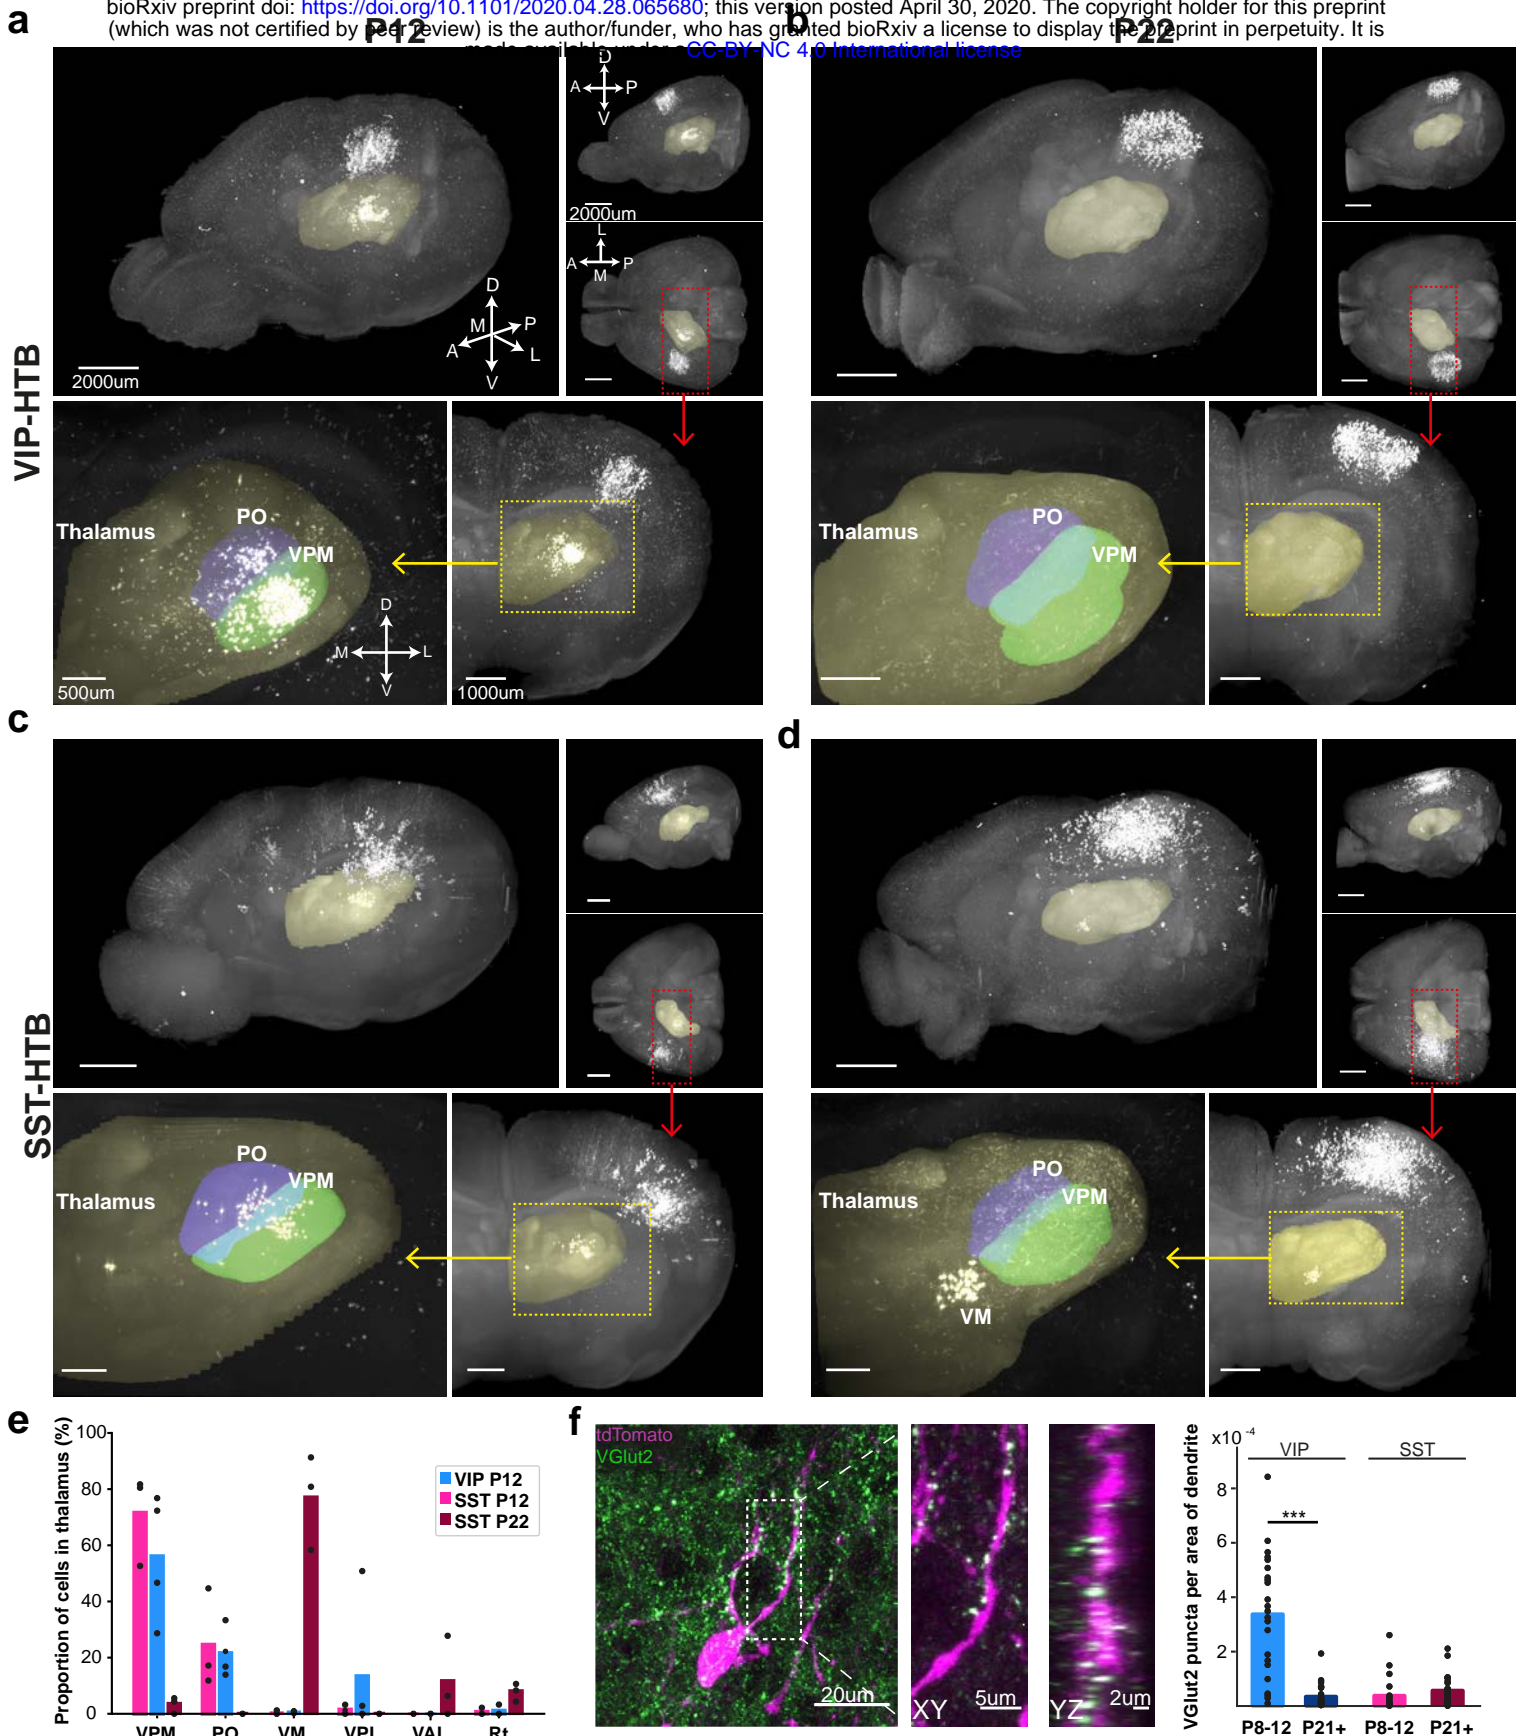 bioRxiv preprint doi: https://doi.org/10.1101/2020.04.28.065680; this version posted April 30, 2020. The copyright holder for this preprint
(which was not certified by peer review) is the author/funder, who has granted bioRxiv a license to display the preprint in perpetuity. It is
made available under a CC-BY-NC 4.0 International license
a
P12
b
P22
VIP-HTB
D
A P
V
2000um
L
A P
M
D
M P
A L
V
2000um
Thalamus
PO
VPM
D
M L
V
500um
1000um
Thalamus
PO
VPM
c
d
SST-HTB
Thalamus
PO
VPM
Thalamus
PO
VPM
VM
e
Proportion of cells in thalamus (%)
100
80
60
40
20
0
VIP P12
SST P12
SST P22
VPM PO VM VPL VAL Rt
f
tdTomato
VGlut2
20um
XY
5um
YZ
2um
VGlut2 puncta per area of dendrite
x10 -4
VIP SST
***
8
6
4
2
P8-12 P21+ P8-12 P21+